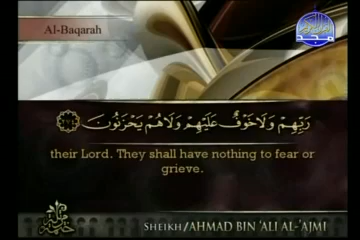 Al-Baqarah
رَبِّهِمْ وَلَا خَوْفٌ عَلَيْهِمْ وَلَا هُمْ يَحْزَنُونَ
their Lord. They shall have nothing to fear or
grieve.
SHEIKH/AHMAD BIN 'ALI AL-'AJMI